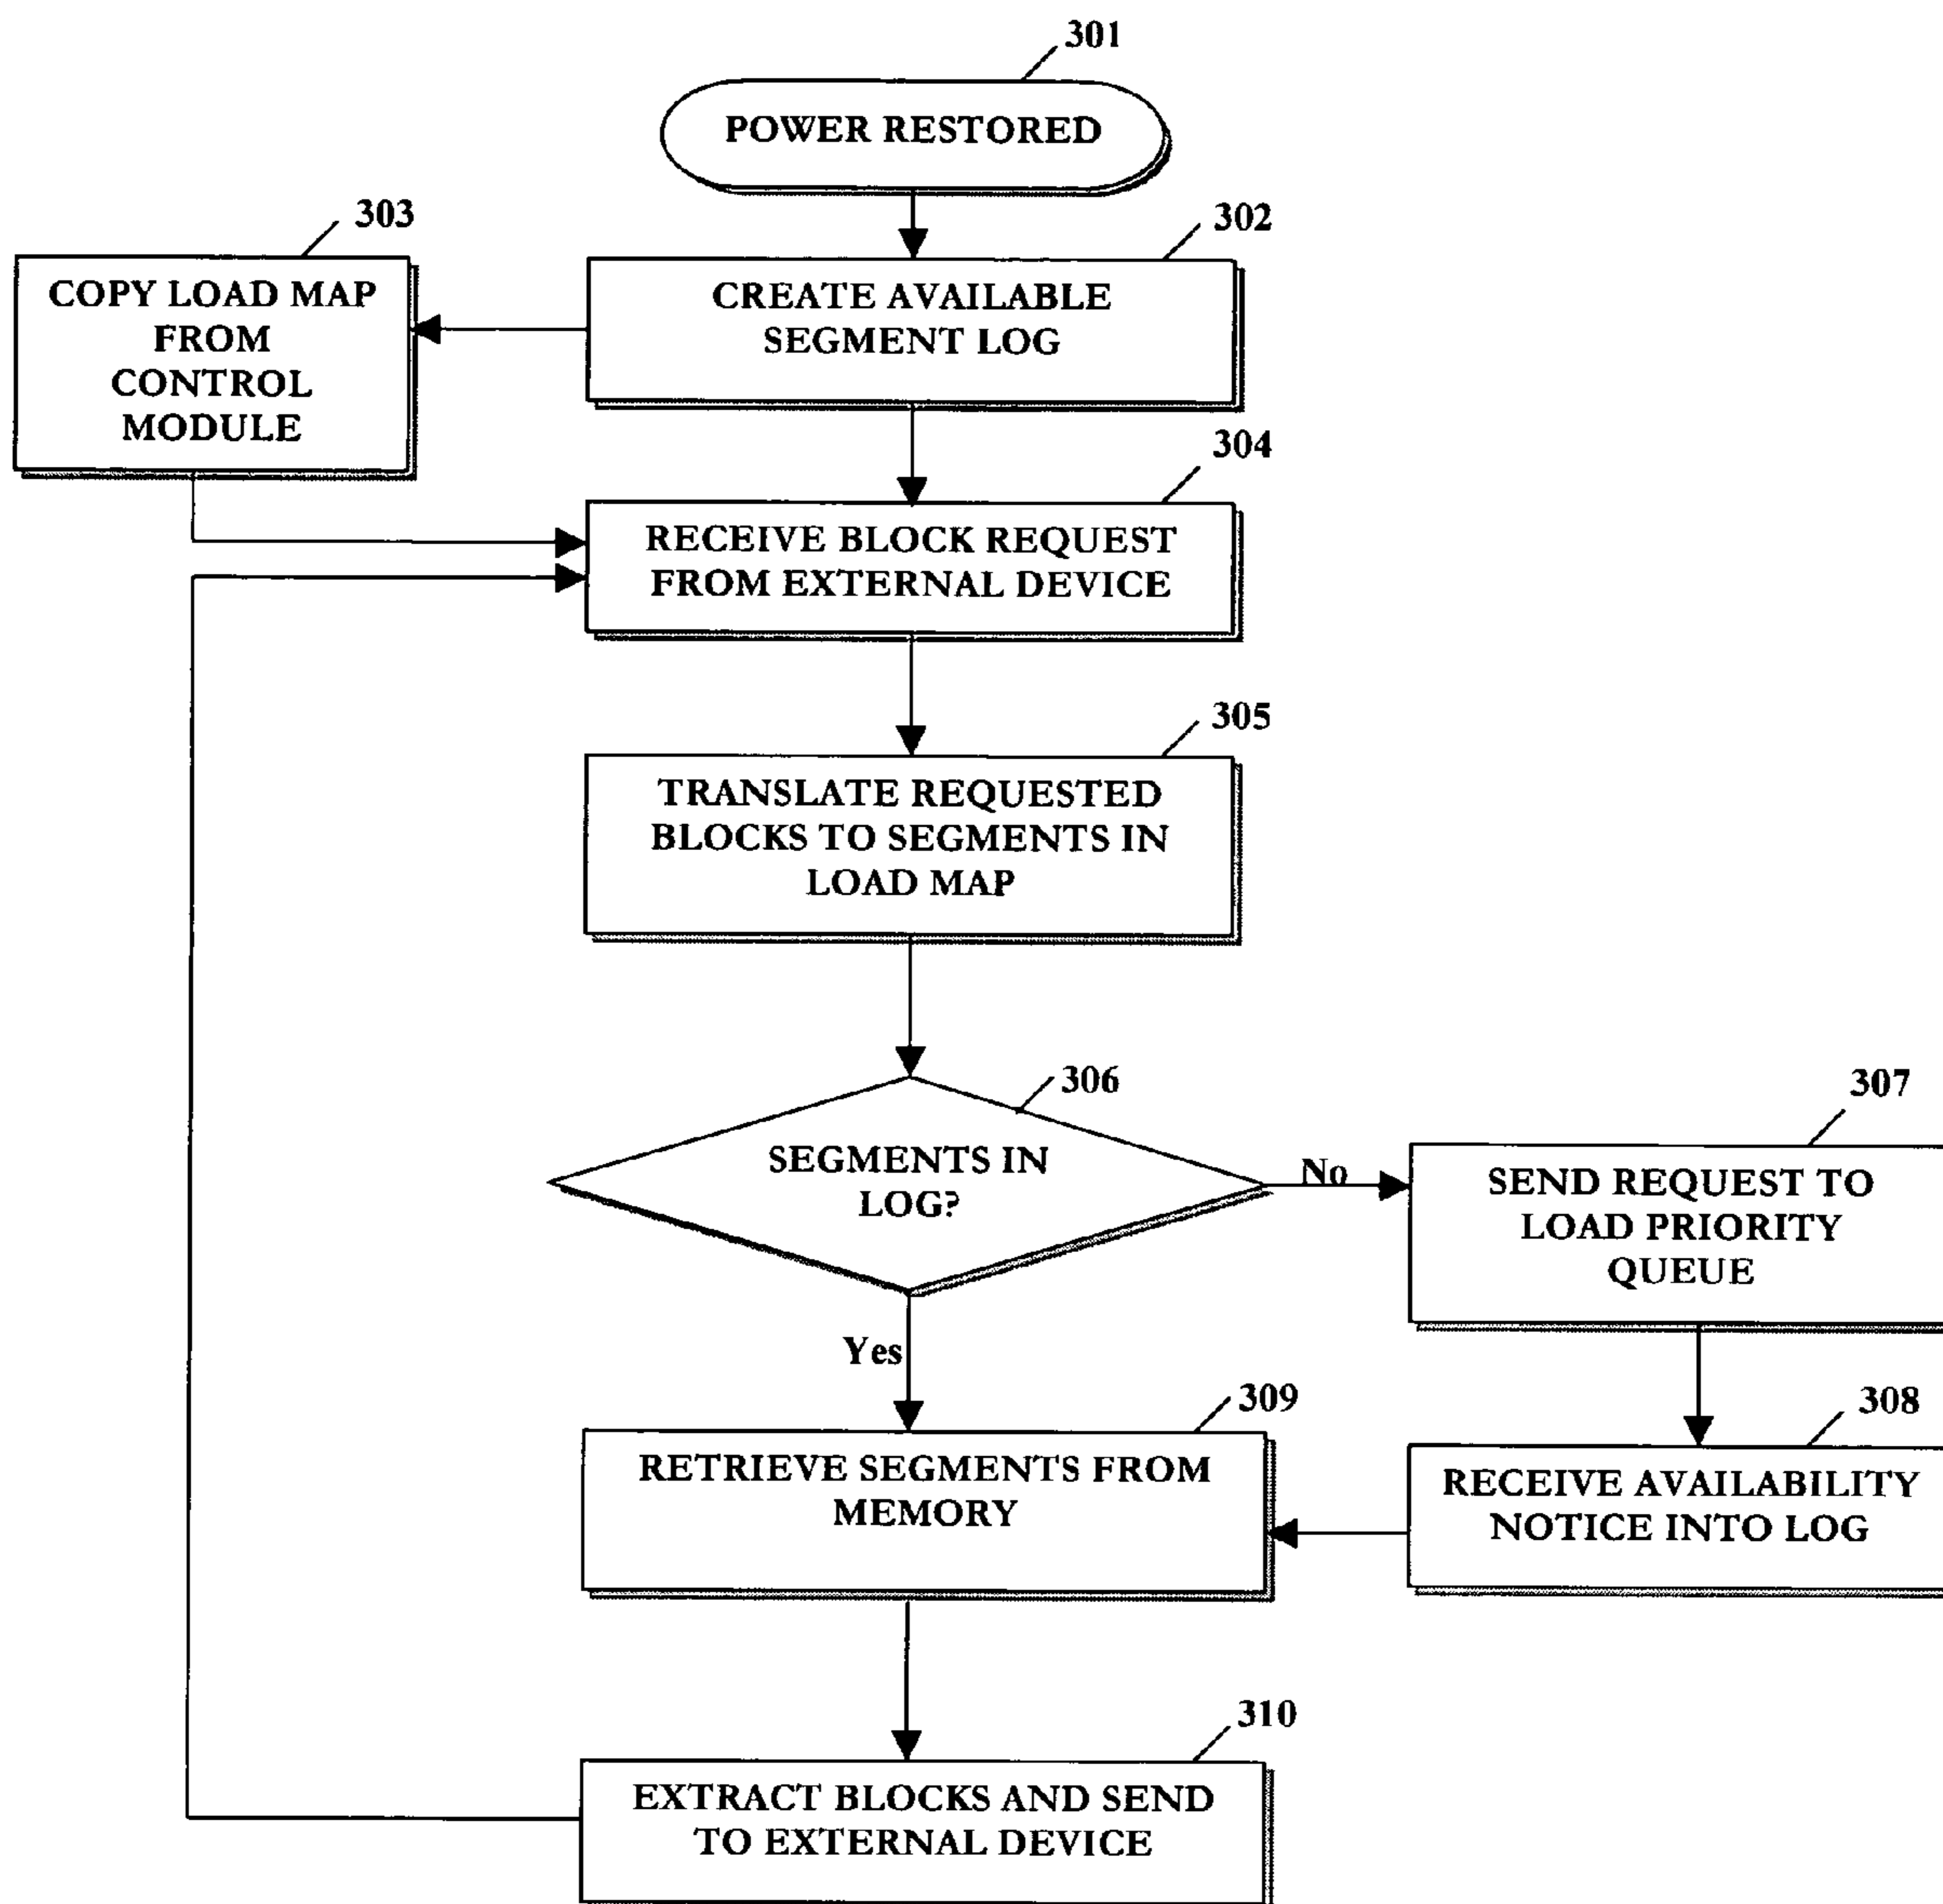 301
POWER RESTORED
303
302
COPY LOAD MAP
FROM
CONTROL
MODULE
CREATE AVAILABLE
SEGMENT LOG
304
RECEIVE BLOCK REQUEST
FROM EXTERNAL DEVICE
305
TRANSLATE REQUESTED
BLOCKS TO SEGMENTS IN
LOAD MAP
306
SEGMENTS IN
LOG?
No
307
SEND REQUEST TO
LOAD PRIORITY
QUEUE
Yes
309
RETRIEVE SEGMENTS FROM
MEMORY
308
RECEIVE AVAILABILITY
NOTICE INTO LOG
310
EXTRACT BLOCKS AND SEND
TO EXTERNAL DEVICE